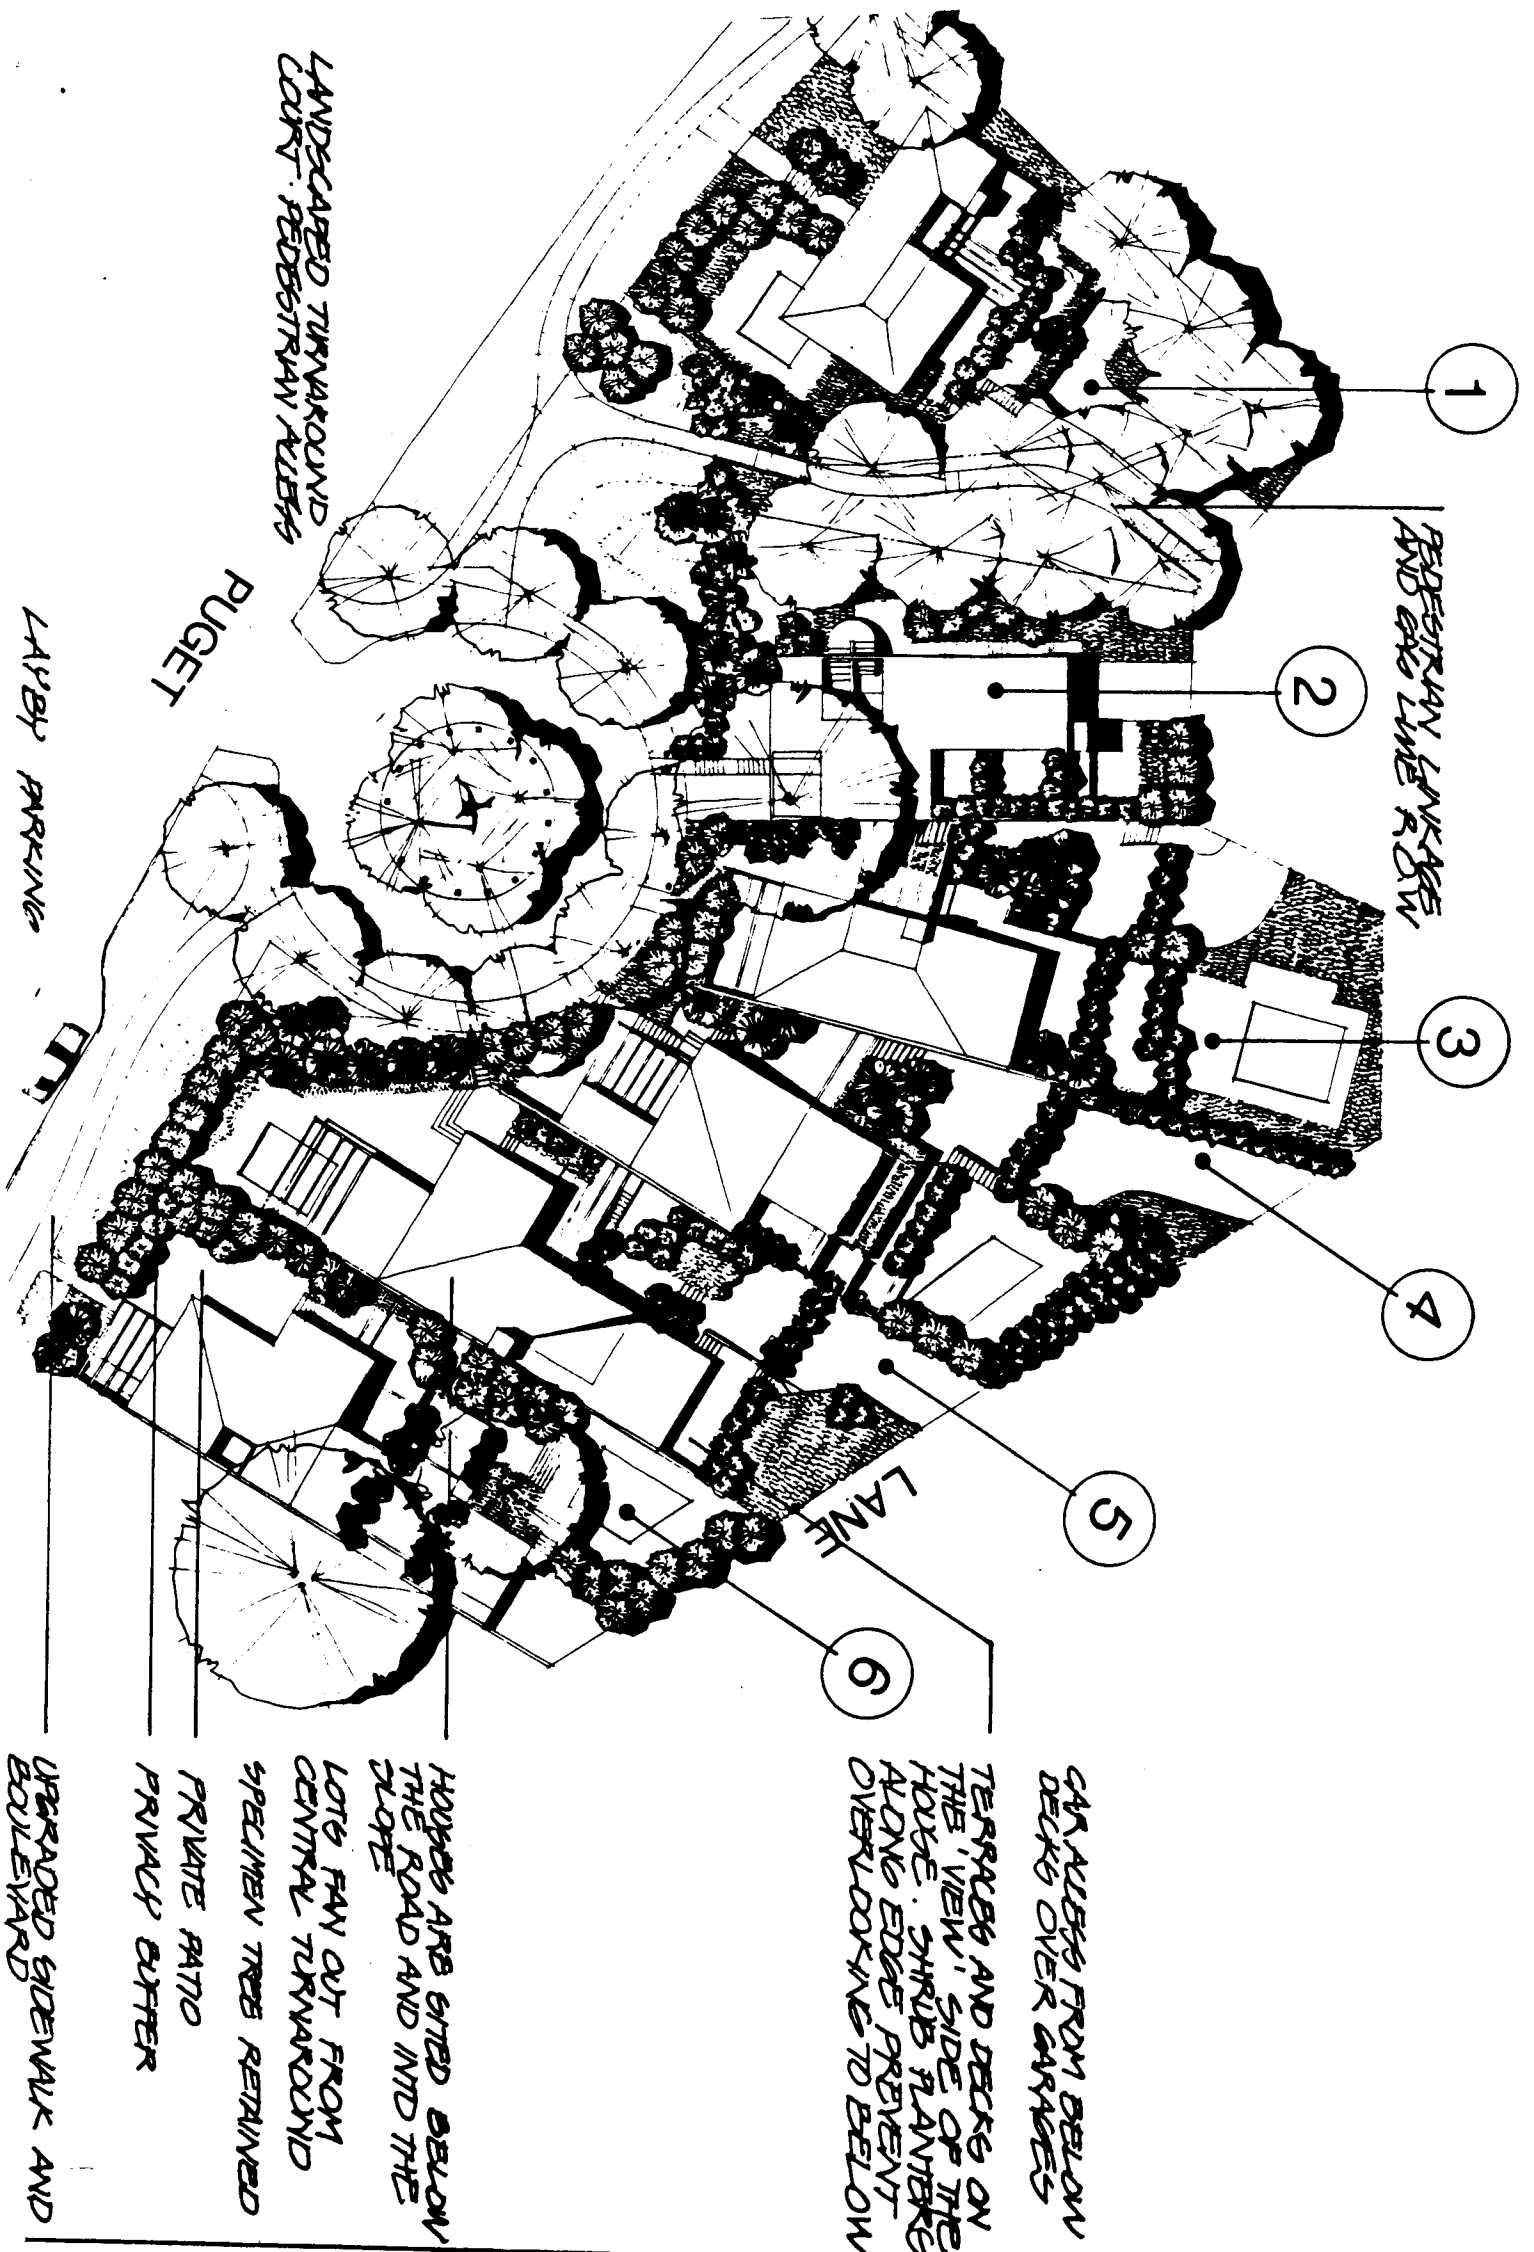 LANDSCAPED TURNAROUND
COURT. PEDESTRIAN ACCESS
PEDESTRIAN LINKAGE
AND GAS LINE R.O.W
1
2
3
4
5
6
PUGET
LANE
LAYBY PARKING
CAR ACCESS FROM BELOW
DECKS OVER GARAGES
TERRACES AND DECKS ON
THE 'VIEW' SIDE OF THE
HOUSE. SHRUB PLANTERS
ALONG EDGE PREVENT
OVERLOOKING TO BELOW
HOUSES ARE SITED BELOW
THE ROAD AND INTO THE
SLOPE
LOTS FAN OUT FROM
CENTRAL TURNAROUND
SPECIMEN TREE RETAINED
PRIVATE PATIO
PRIVACY BUFFER
UPGRADED SIDEWALK AND
BOULEVARD